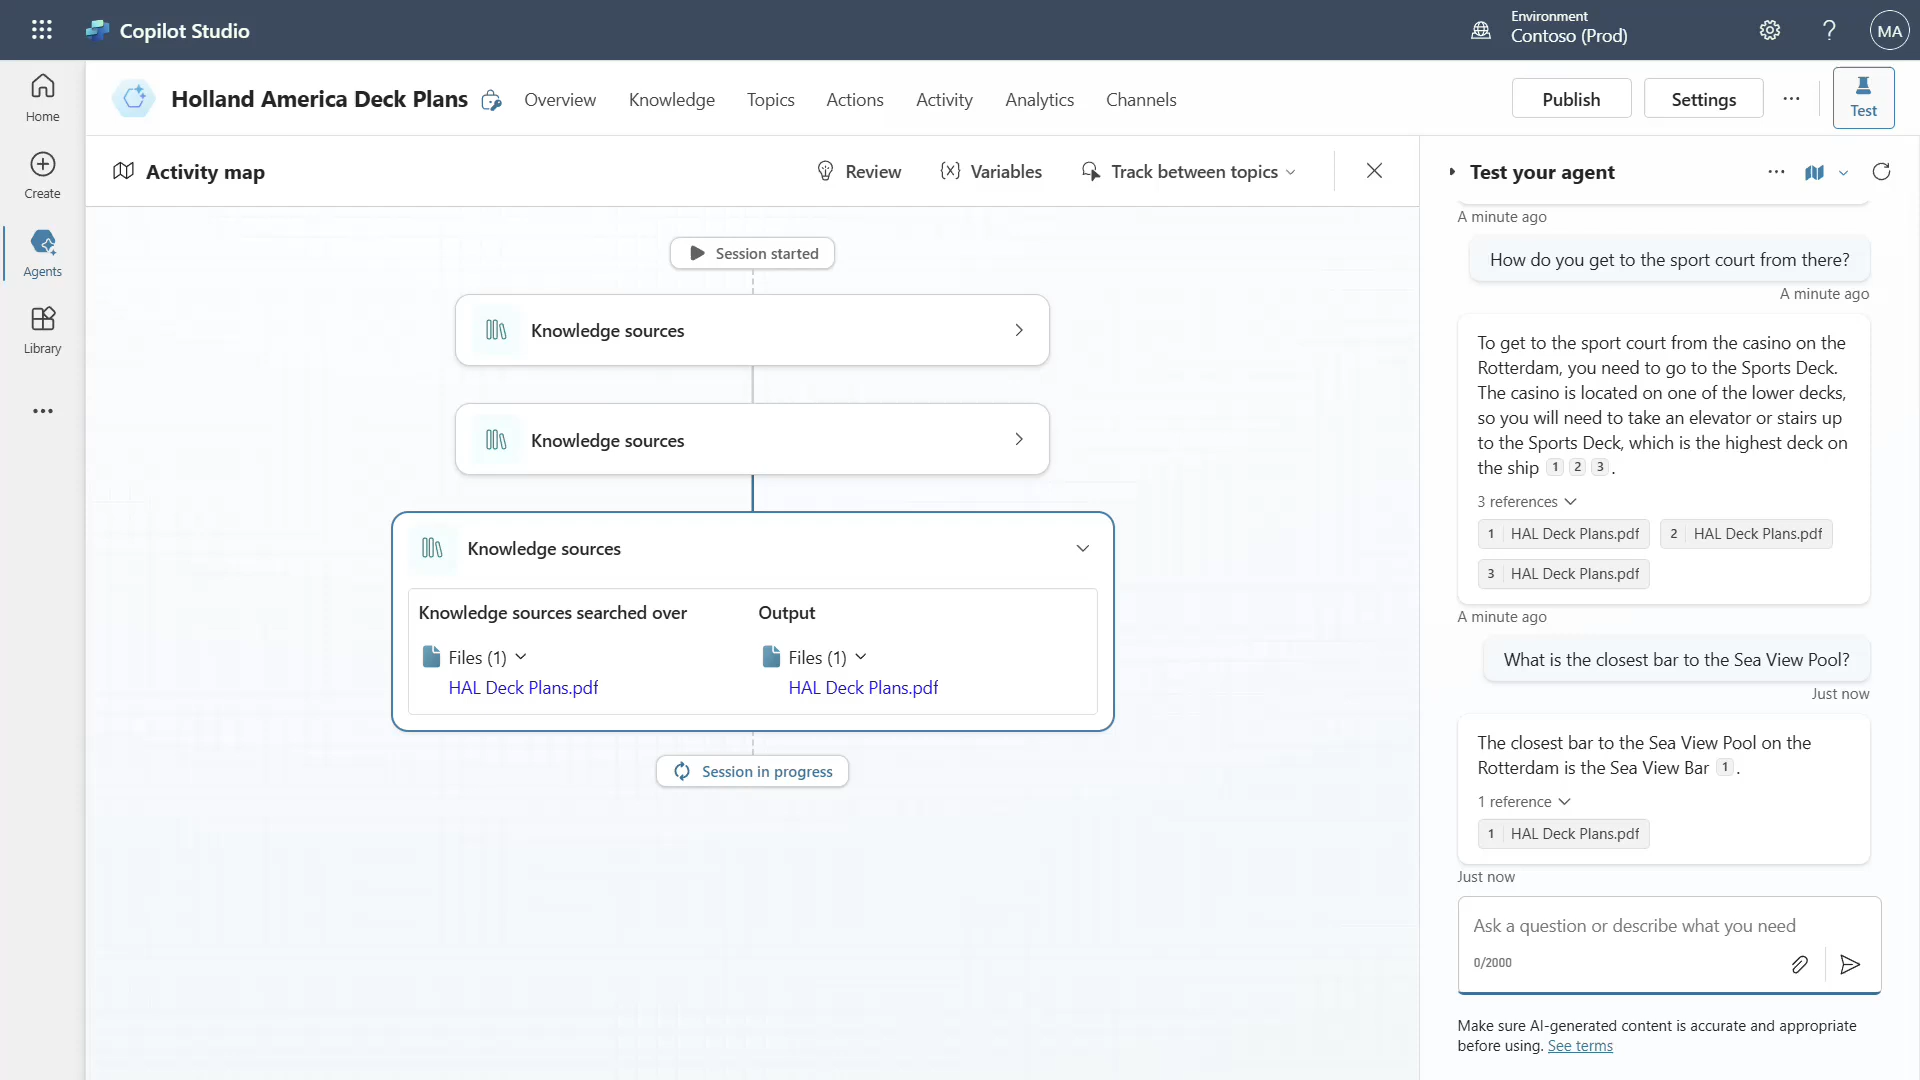 Copilot Studio
Environment
Contoso (Prod)
MA
Home
Create
Agents
Library
Holland America Deck Plans
Overview
Knowledge
Topics
Actions
Activity
Analytics
Channels
Publish
Settings
Test
Activity map
Review
Variables
Track between topics
Session started
Knowledge sources
Knowledge sources
Knowledge sources
Knowledge sources searched over
Output
Files (1)
Files (1)
HAL Deck Plans.pdf
HAL Deck Plans.pdf
Session in progress
Test your agent
A minute ago
How do you get to the sport court from there?
A minute ago
To get to the sport court from the casino on the
Rotterdam, you need to go to the Sports Deck.
The casino is located on one of the lower decks,
so you will need to take an elevator or stairs up
to the Sports Deck, which is the highest deck on
the ship 1 2 3 .
3 references
1 HAL Deck Plans.pdf
2 HAL Deck Plans.pdf
3 HAL Deck Plans.pdf
A minute ago
What is the closest bar to the Sea View Pool?
Just now
The closest bar to the Sea View Pool on the
Rotterdam is the Sea View Bar 1 .
1 reference
1 HAL Deck Plans.pdf
Just now
Ask a question or describe what you need
0/2000
Make sure AI-generated content is accurate and appropriate
before using. See terms